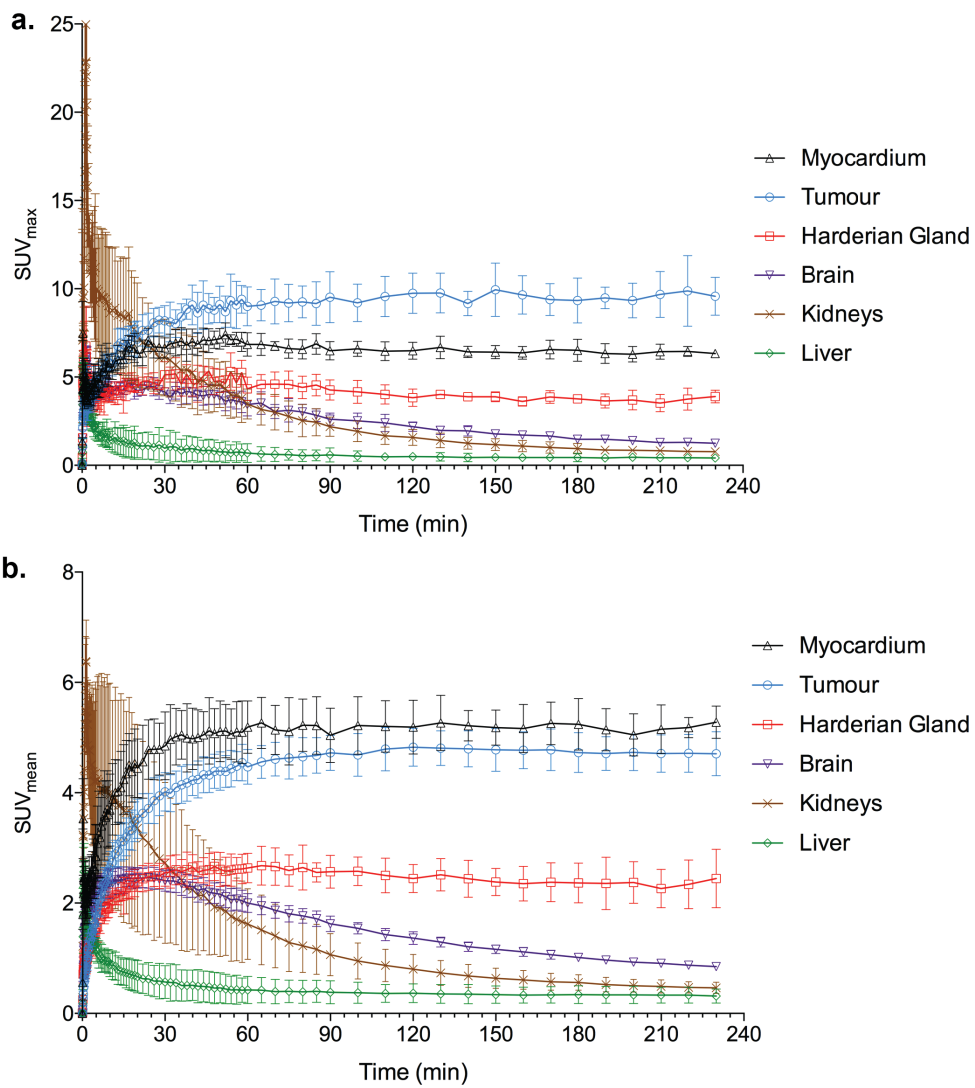 a.
25
20
15
10
5
0
SUVmax
0 30 60 90 120 150 180 210 240
Time (min)
Myocardium
Tumour
Harderian Gland
Brain
Kidneys
Liver
b.
8
6
4
2
0
SUVmean
0 30 60 90 120 150 180 210 240
Time (min)
Myocardium
Tumour
Harderian Gland
Brain
Kidneys
Liver